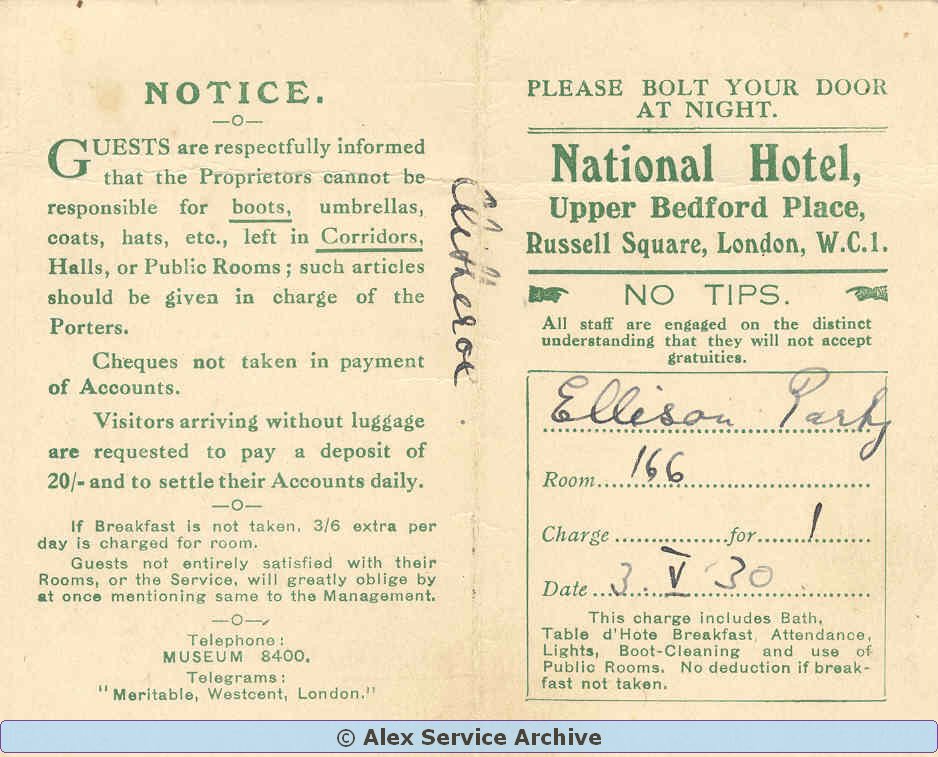 NOTICE.
GUESTS are respectfully informed
that the Proprietors cannot be
responsible for boots, umbrellas,
coats, hats, etc., left in Corridors,
Halls, or Public Rooms; such articles
should be given in charge of the
Porters.
Cheques not taken in payment
of Accounts.
Visitors arriving without luggage
are requested to pay a deposit of
20/- and to settle their Accounts daily.
If Breakfast is not taken, 3/6 extra per
day is charged for room.
Guests not entirely satisfied with their
Rooms, or the Service, will greatly oblige by
at once mentioning same to the Management.
Telephone:
MUSEUM 8400.
Telegrams:
"Meritable, Westcent, London."
Clitheroe
PLEASE BOLT YOUR DOOR
AT NIGHT.
National Hotel,
Upper Bedford Place,
Russell Square, London, W.C.1.
NO TIPS.
All staff are engaged on the distinct
understanding that they will not accept
gratuities.
Ellison Party
Room 166
Charge for 1
Date 3. V 30
This charge includes Bath,
Table d'Hote Breakfast, Attendance,
Lights, Boot-Cleaning and use of
Public Rooms. No deduction if break-
fast not taken.
© Alex Service Archive